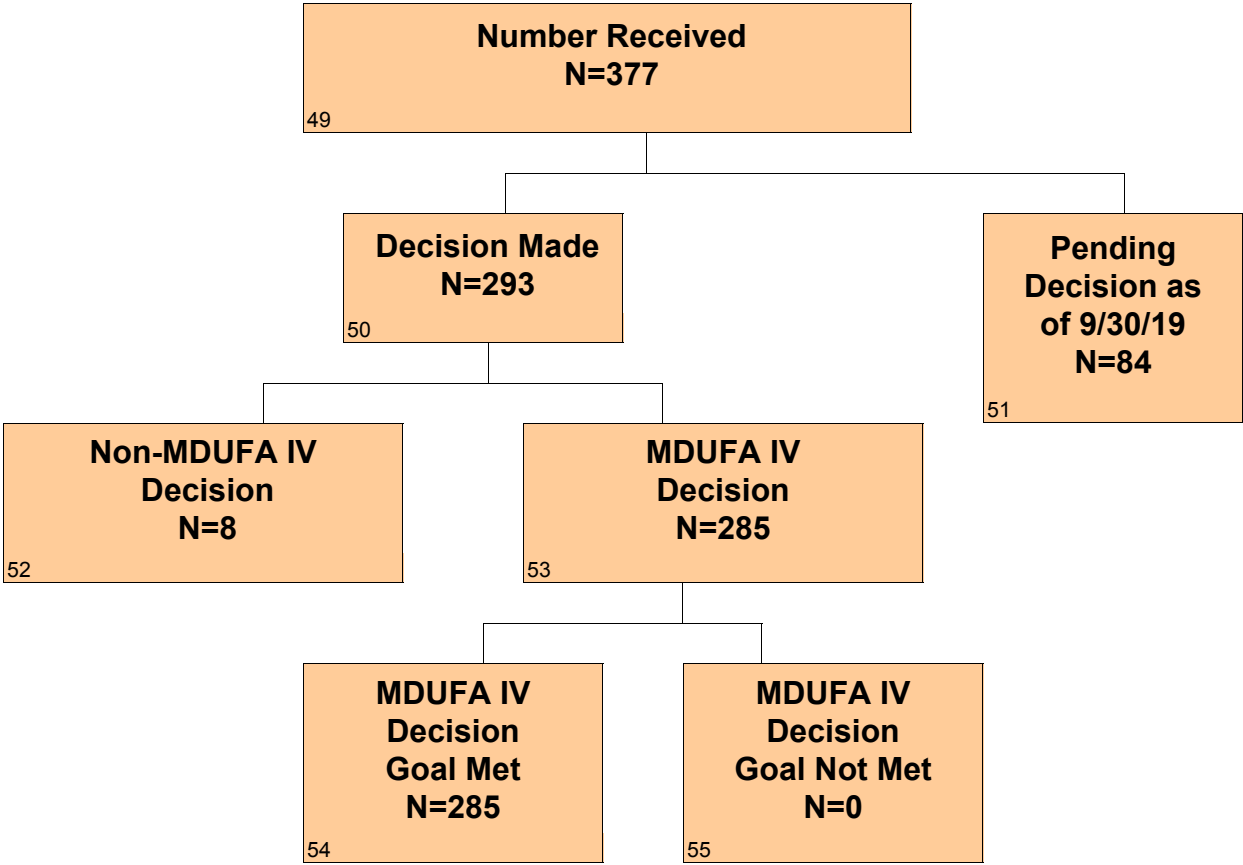 Number Received
N=377
49
Decision Made
N=293
50
Pending
Decision as
of 9/30/19
N=84
51
Non-MDUFA IV
Decision
N=8
52
MDUFA IV
Decision
N=285
53
MDUFA IV
Decision
Goal Met
N=285
54
MDUFA IV
Decision
Goal Not Met
N=0
55